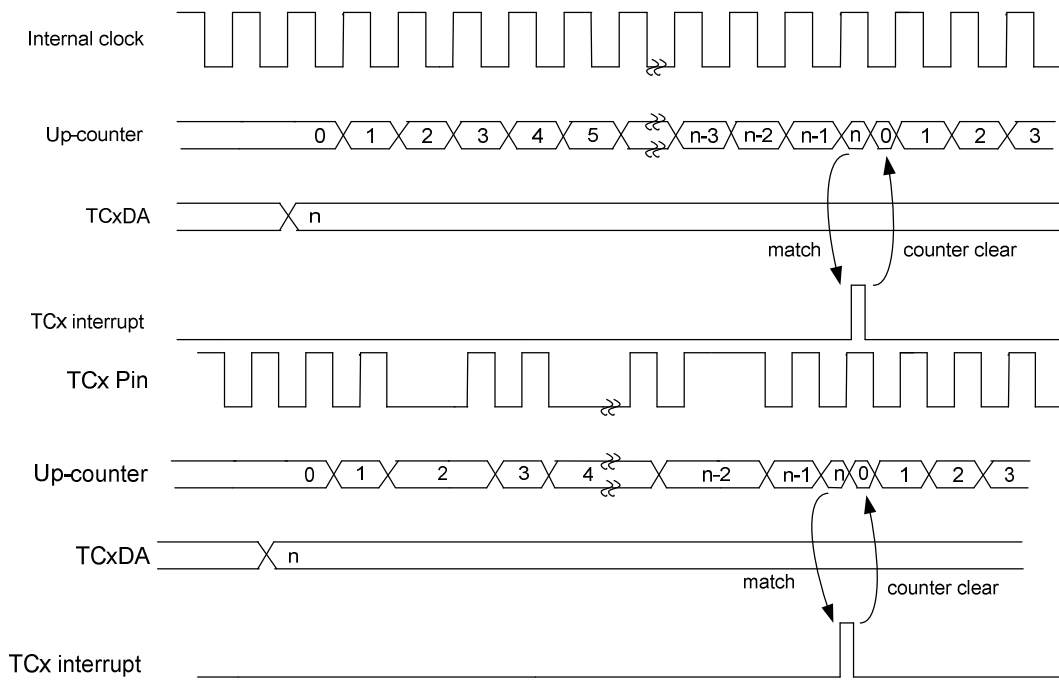 Internal clock
Up-counter 0 1 2 3 4 5 n-3 n-2 n-1 n 0 1 2 3
TCxDA n
match counter clear
TCx interrupt
TCx Pin
Up-counter 0 1 2 3 4 n-2 n-1 n 0 1 2 3
TCxDA n
match counter clear
TCx interrupt